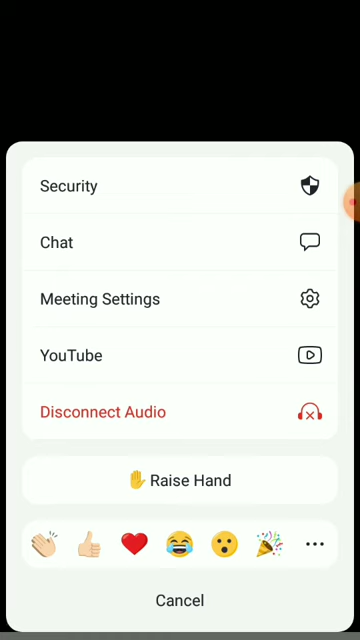 Security
Chat
Meeting Settings
YouTube
Disconnect Audio
✋ Raise Hand
Cancel